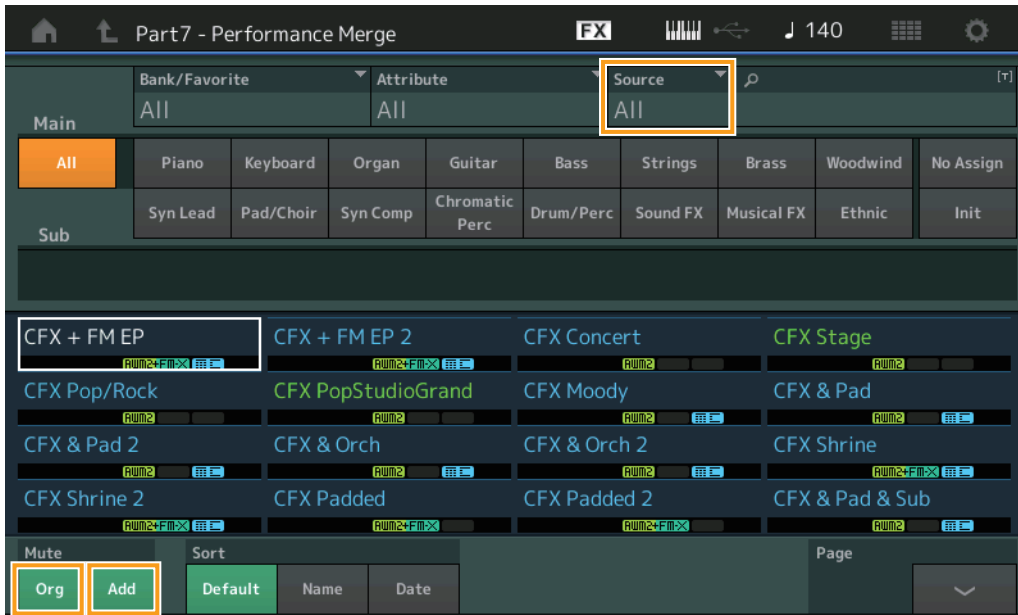 Part7 - Performance Merge FX 140
Bank/Favorite Attribute Source [T]
Main All All All
All Piano Keyboard Organ Guitar Bass Strings Brass Woodwind No Assign
Syn Lead Pad/Choir Syn Comp Chromatic Perc Drum/Perc Sound FX Musical FX Ethnic Init
Sub
CFX + FM EP CFX + FM EP 2 CFX Concert CFX Stage
AWM2+FM-X AWM2+FM-X AWM2 AWM2
CFX Pop/Rock CFX PopStudioGrand CFX Moody CFX & Pad
AWM2 AWM2 AWM2 AWM2
CFX & Pad 2 CFX & Orch CFX & Orch 2 CFX Shrine
AWM2 AWM2 AWM2 AWM2+FM-X
CFX Shrine 2 CFX Padded CFX Padded 2 CFX & Pad & Sub
AWM2+FM-X AWM2+FM-X AWM2+FM-X AWM2
Mute Sort Page
Org Add Default Name Date